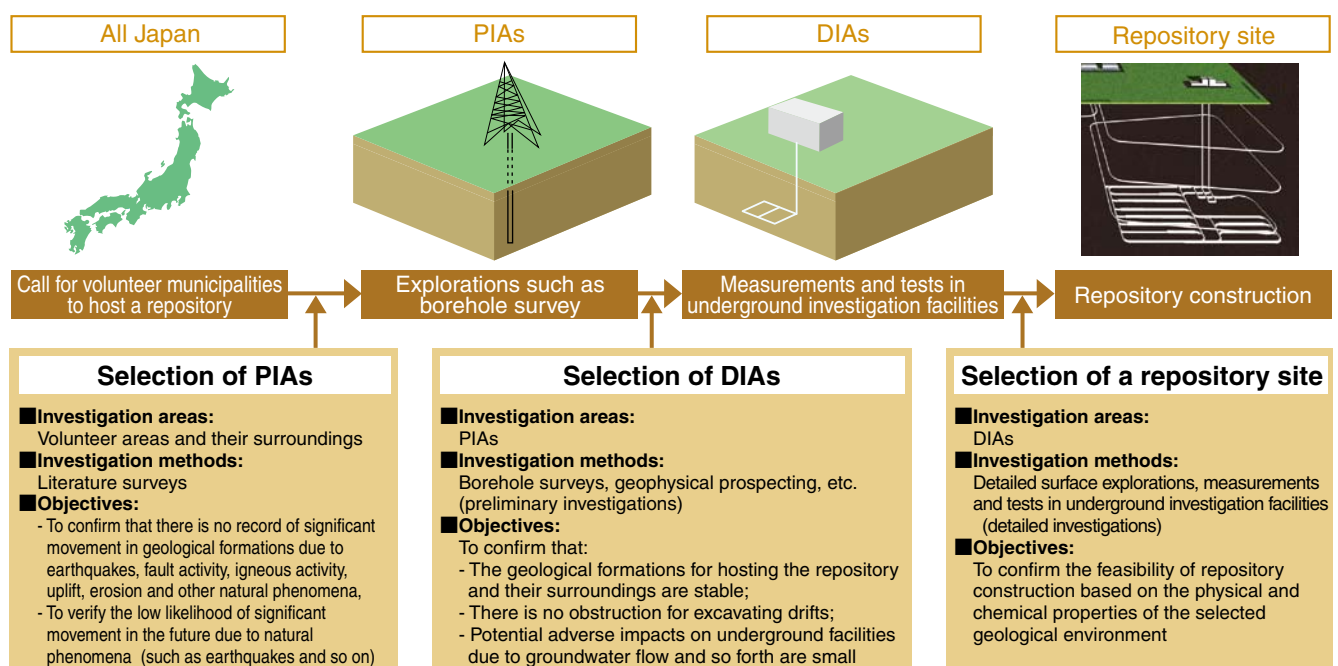 All Japan
PIAs
DIAs
Repository site
Call for volunteer municipalities
to host a repository
Explorations such as
borehole survey
Measurements and tests in
underground investigation facilities
Repository construction
Selection of PIAs
■Investigation areas:
Volunteer areas and their surroundings
■Investigation methods:
Literature surveys
■Objectives:
- To confirm that there is no record of significant
movement in geological formations due to
earthquakes, fault activity, igneous activity,
uplift, erosion and other natural phenomena,
- To verify the low likelihood of significant
movement in the future due to natural
phenomena (such as earthquakes and so on)
Selection of DIAs
■Investigation areas:
PIAs
■Investigation methods:
Borehole surveys, geophysical prospecting, etc.
(preliminary investigations)
■Objectives:
To confirm that:
- The geological formations for hosting the repository
and their surroundings are stable;
- There is no obstruction for excavating drifts;
- Potential adverse impacts on underground facilities
due to groundwater flow and so forth are small
Selection of a repository site
■Investigation areas:
DIAs
■Investigation methods:
Detailed surface explorations, measurements
and tests in underground investigation facilities
(detailed investigations)
■Objectives:
To confirm the feasibility of repository
construction based on the physical and
chemical properties of the selected
geological environment